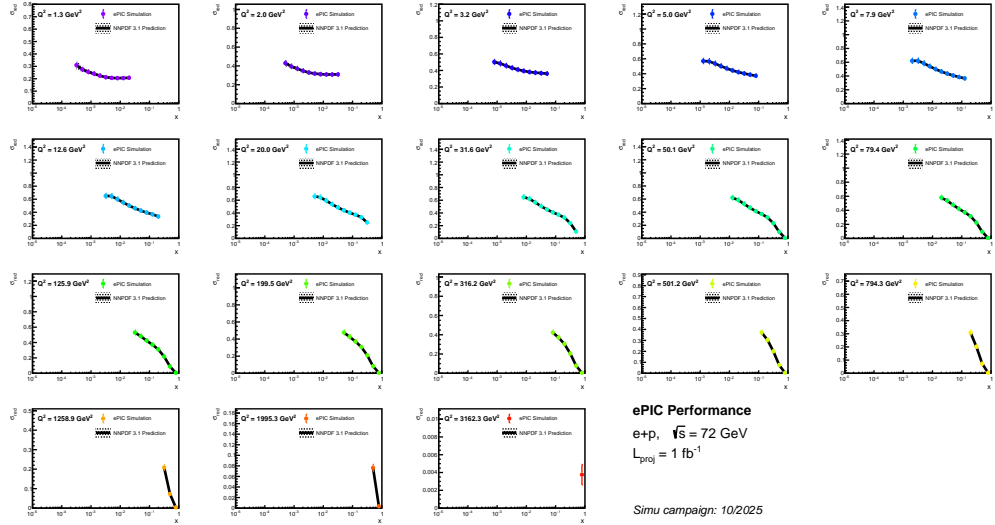 Q² = 1.3 GeV²
ePIC Simulation
NNPDF 3.1 Prediction
Q² = 2.0 GeV²
ePIC Simulation
NNPDF 3.1 Prediction
Q² = 3.2 GeV²
ePIC Simulation
NNPDF 3.1 Prediction
Q² = 5.0 GeV²
ePIC Simulation
NNPDF 3.1 Prediction
Q² = 7.9 GeV²
ePIC Simulation
NNPDF 3.1 Prediction
Q² = 12.6 GeV²
ePIC Simulation
NNPDF 3.1 Prediction
Q² = 20.0 GeV²
ePIC Simulation
NNPDF 3.1 Prediction
Q² = 31.6 GeV²
ePIC Simulation
NNPDF 3.1 Prediction
Q² = 50.1 GeV²
ePIC Simulation
NNPDF 3.1 Prediction
Q² = 79.4 GeV²
ePIC Simulation
NNPDF 3.1 Prediction
Q² = 125.9 GeV²
ePIC Simulation
NNPDF 3.1 Prediction
Q² = 199.5 GeV²
ePIC Simulation
NNPDF 3.1 Prediction
Q² = 316.2 GeV²
ePIC Simulation
NNPDF 3.1 Prediction
Q² = 501.2 GeV²
ePIC Simulation
NNPDF 3.1 Prediction
Q² = 794.3 GeV²
ePIC Simulation
NNPDF 3.1 Prediction
Q² = 1258.9 GeV²
ePIC Simulation
NNPDF 3.1 Prediction
Q² = 1995.3 GeV²
ePIC Simulation
NNPDF 3.1 Prediction
Q² = 3162.3 GeV²
ePIC Simulation
NNPDF 3.1 Prediction
ePIC Performance
e+p, √s = 72 GeV
L_proj = 1 fb⁻¹
Simu campaign: 10/2025